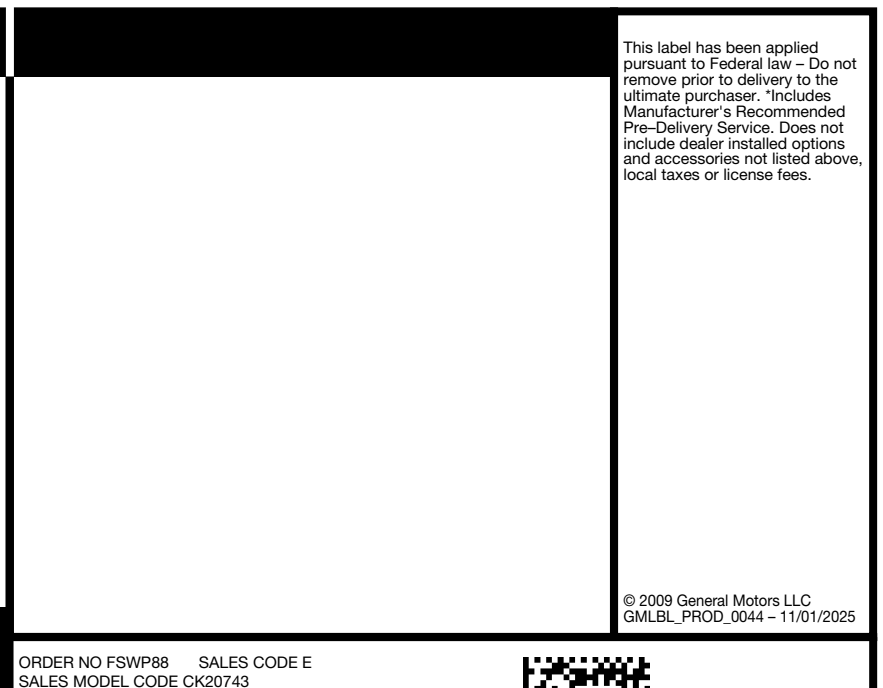 This label has been applied
pursuant to Federal law – Do not
remove prior to delivery to the
ultimate purchaser. *Includes
Manufacturer's Recommended
Pre–Delivery Service. Does not
include dealer installed options
and accessories not listed above,
local taxes or license fees.
© 2009 General Motors LLC
GMLBL_PROD_0044 – 11/01/2025
ORDER NO FSWP88 SALES CODE E
SALES MODEL CODE CK20743